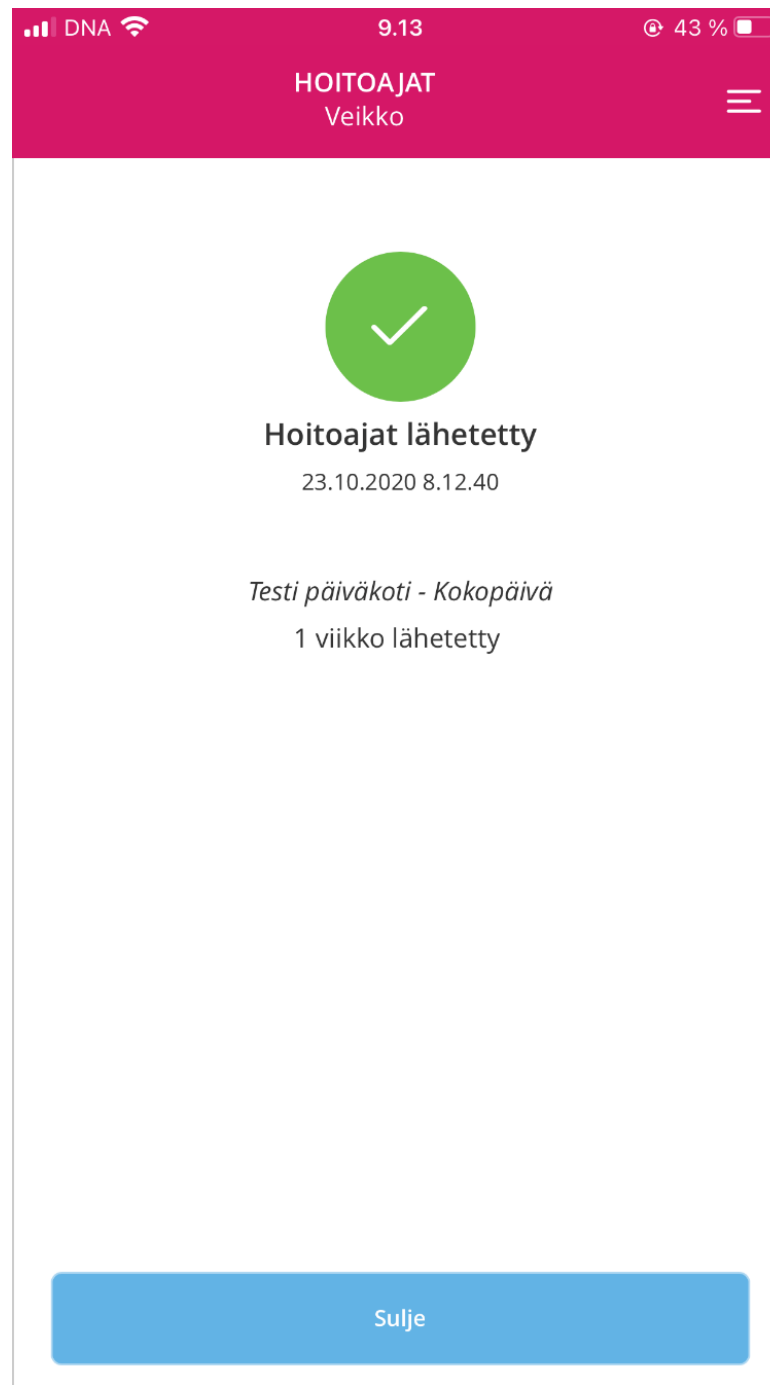 DNA 9.13 43 %
HOITOAJAT
Veikko
Hoitoajat lähetetty
23.10.2020 8.12.40
Testi päiväkoti - Kokopäivä
1 viikko lähetetty
Sulje